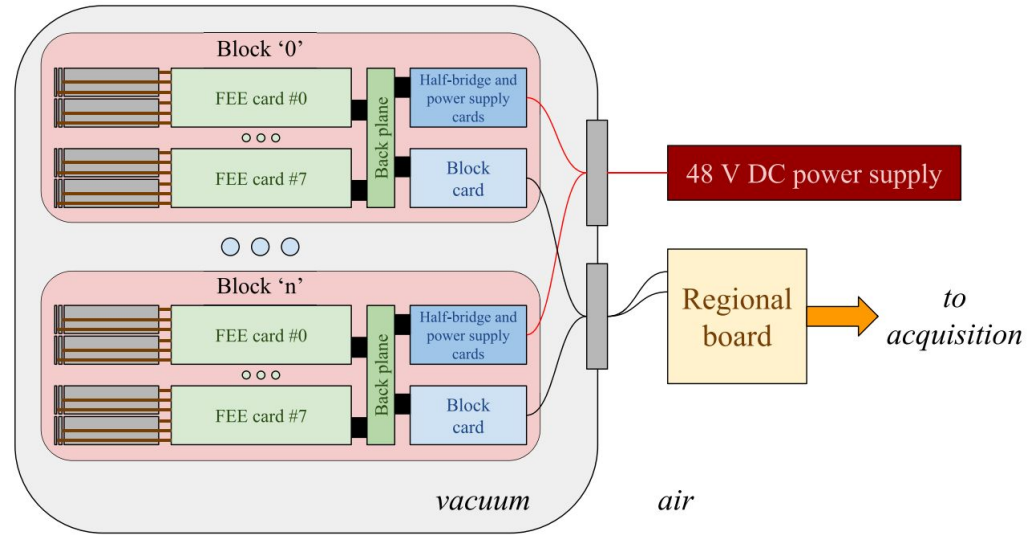 Block ‘0’
FEE card #0
FEE card #7
Back plane
Half-bridge and
power supply
cards
Block
card
48 V DC power supply
Block ‘n’
FEE card #0
FEE card #7
Back plane
Half-bridge and
power supply
cards
Block
card
Regional
board
to
acquisition
vacuum
air